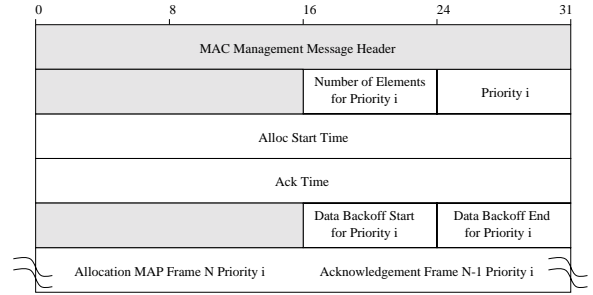 0 8 16 24 31
MAC Management Message Header
Number of Elements
for Priority i
Priority i
Alloc Start Time
Ack Time
Data Backoff Start
for Priority i
Data Backoff End
for Priority i
Allocation MAP Frame N Priority i
Acknowledgement Frame N-1 Priority i